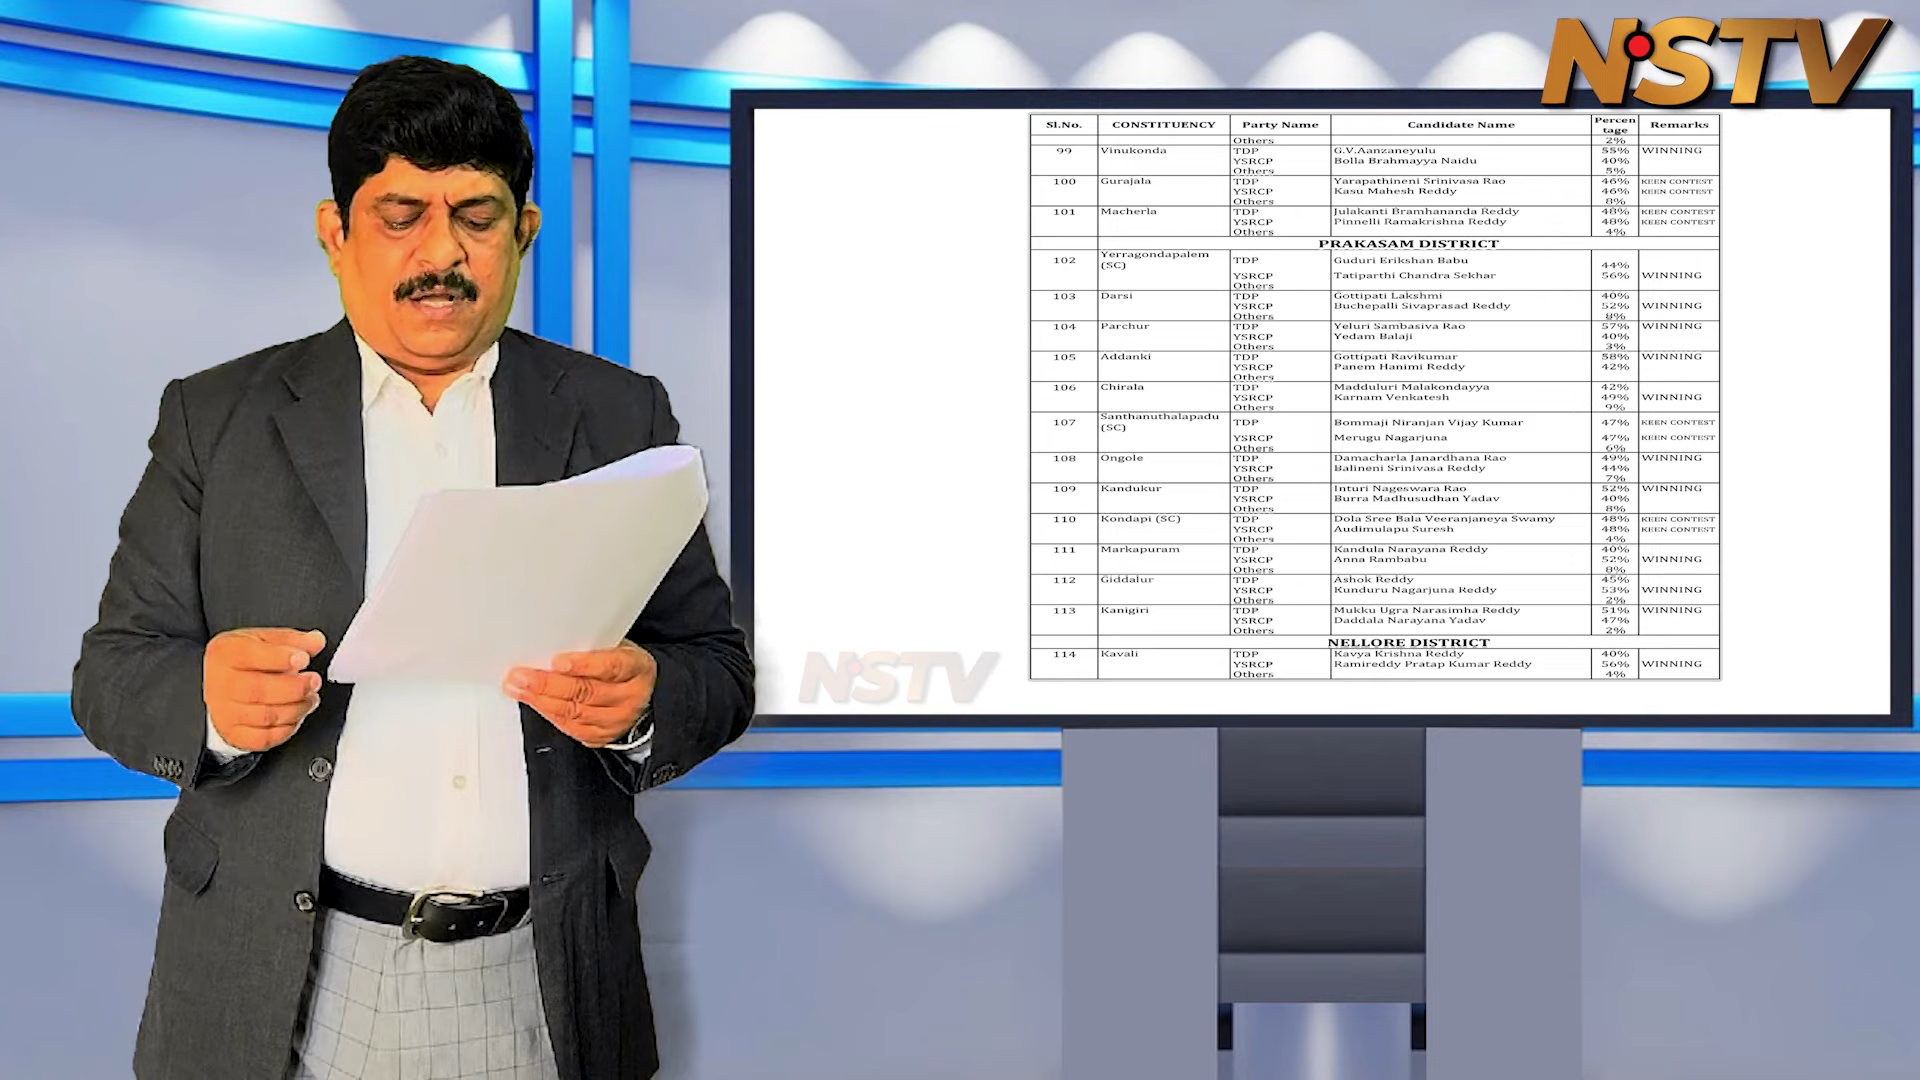 NSTV
Sl.No. CONSTITUENCY Party Name Candidate Name Percentage Remarks
Others 2%
99 Vinukonda TDP G.V.Aanzaneyulu 55% WINNING
YSRCP Bolla Brahmayya Naidu 40%
Others 5%
100 Gurajala TDP Yarapathineni Srinivasa Rao 46% KEEN CONTEST
YSRCP Kasu Mahesh Reddy 46% KEEN CONTEST
Others 8%
101 Macherla TDP Julakanti Bramhananda Reddy 48% KEEN CONTEST
YSRCP Pinnelli Ramakrishna Reddy 48% KEEN CONTEST
Others 4%
PRAKASAM DISTRICT
102 Yerragondapalem (SC) TDP Guduri Erikshan Babu 44%
YSRCP Tatiparthi Chandra Sekhar 56% WINNING
Others
103 Darsi TDP Gottipati Lakshmi 40%
YSRCP Buchepalli Sivaprasad Reddy 52% WINNING
Others 8%
104 Parchur TDP Yeluri Sambasiva Rao 57% WINNING
YSRCP Yedam Balaji 40%
Others 3%
105 Addanki TDP Gottipati Ravikumar 58% WINNING
YSRCP Panem Hanimi Reddy 42%
Others
106 Chirala TDP Madduluri Malakondayya 42%
YSRCP Karnam Venkatesh 49% WINNING
Others 9%
107 Santhanuthalapadu (SC) TDP Bommaji Niranjan Vijay Kumar 47% KEEN CONTEST
YSRCP Merugu Nagarjuna 47% KEEN CONTEST
Others 6%
108 Ongole TDP Damacharla Janardhana Rao 49% WINNING
YSRCP Balineni Srinivasa Reddy 44%
Others 7%
109 Kandukur TDP Inturi Nageswara Rao 52% WINNING
YSRCP Burra Madhusudhan Yadav 40%
Others 8%
110 Kondapi (SC) TDP Dola Sree Bala Veeranjaneya Swamy 48% KEEN CONTEST
YSRCP Audimulapu Suresh 48% KEEN CONTEST
Others 4%
111 Markapuram TDP Kandula Narayana Reddy 40%
YSRCP Anna Rambabu 52% WINNING
Others 8%
112 Giddalur TDP Ashok Reddy 45%
YSRCP Kunduru Nagarjuna Reddy 53% WINNING
Others 2%
113 Kanigiri TDP Mukku Ugra Narasimha Reddy 51% WINNING
YSRCP Daddala Narayana Yadav 47%
Others 2%
NELLORE DISTRICT
114 Kavali TDP Kavya Krishna Reddy 40%
YSRCP Ramireddy Pratap Kumar Reddy 56% WINNING
Others 4%
NSTV